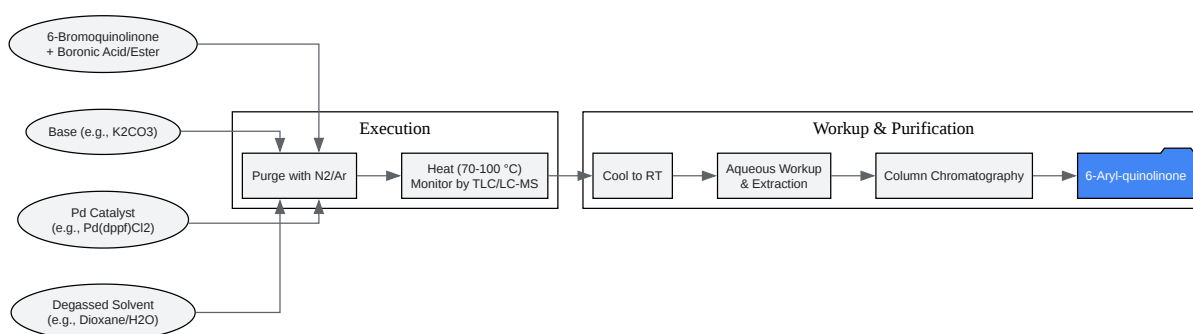 6-Bromoquinolinone
+ Boronic Acid/Ester
Base (e.g., K2CO3)
Pd Catalyst
(e.g., Pd(dppf)Cl2)
Degassed Solvent
(e.g., Dioxane/H2O)
Execution
Purge with N2/Ar
Heat (70-100 °C)
Monitor by TLC/LC-MS
Workup & Purification
Cool to RT
Aqueous Workup
& Extraction
Column Chromatography
6-Aryl-quinolinone